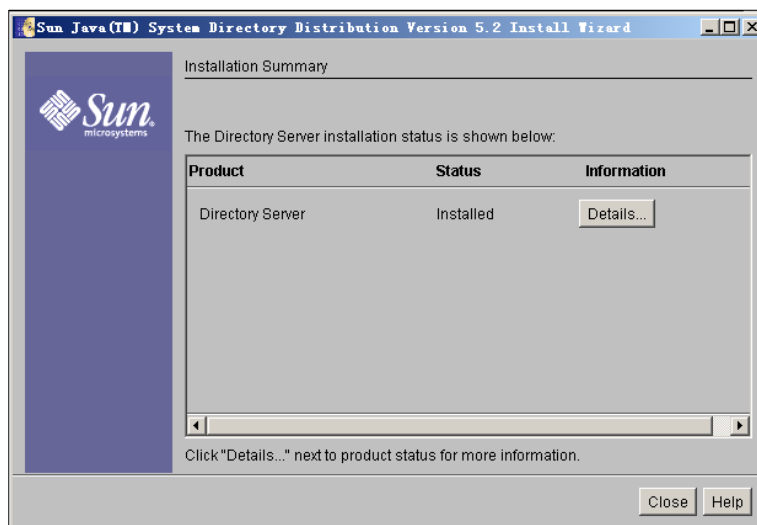 Sun Java(TM) System Directory Distribution Version 5.2 Install Wizard
Installation Summary
Sun
microsystems
The Directory Server installation status is shown below:
Product Status Information
Directory Server Installed Details...
Click "Details..." next to product status for more information.
Close Help